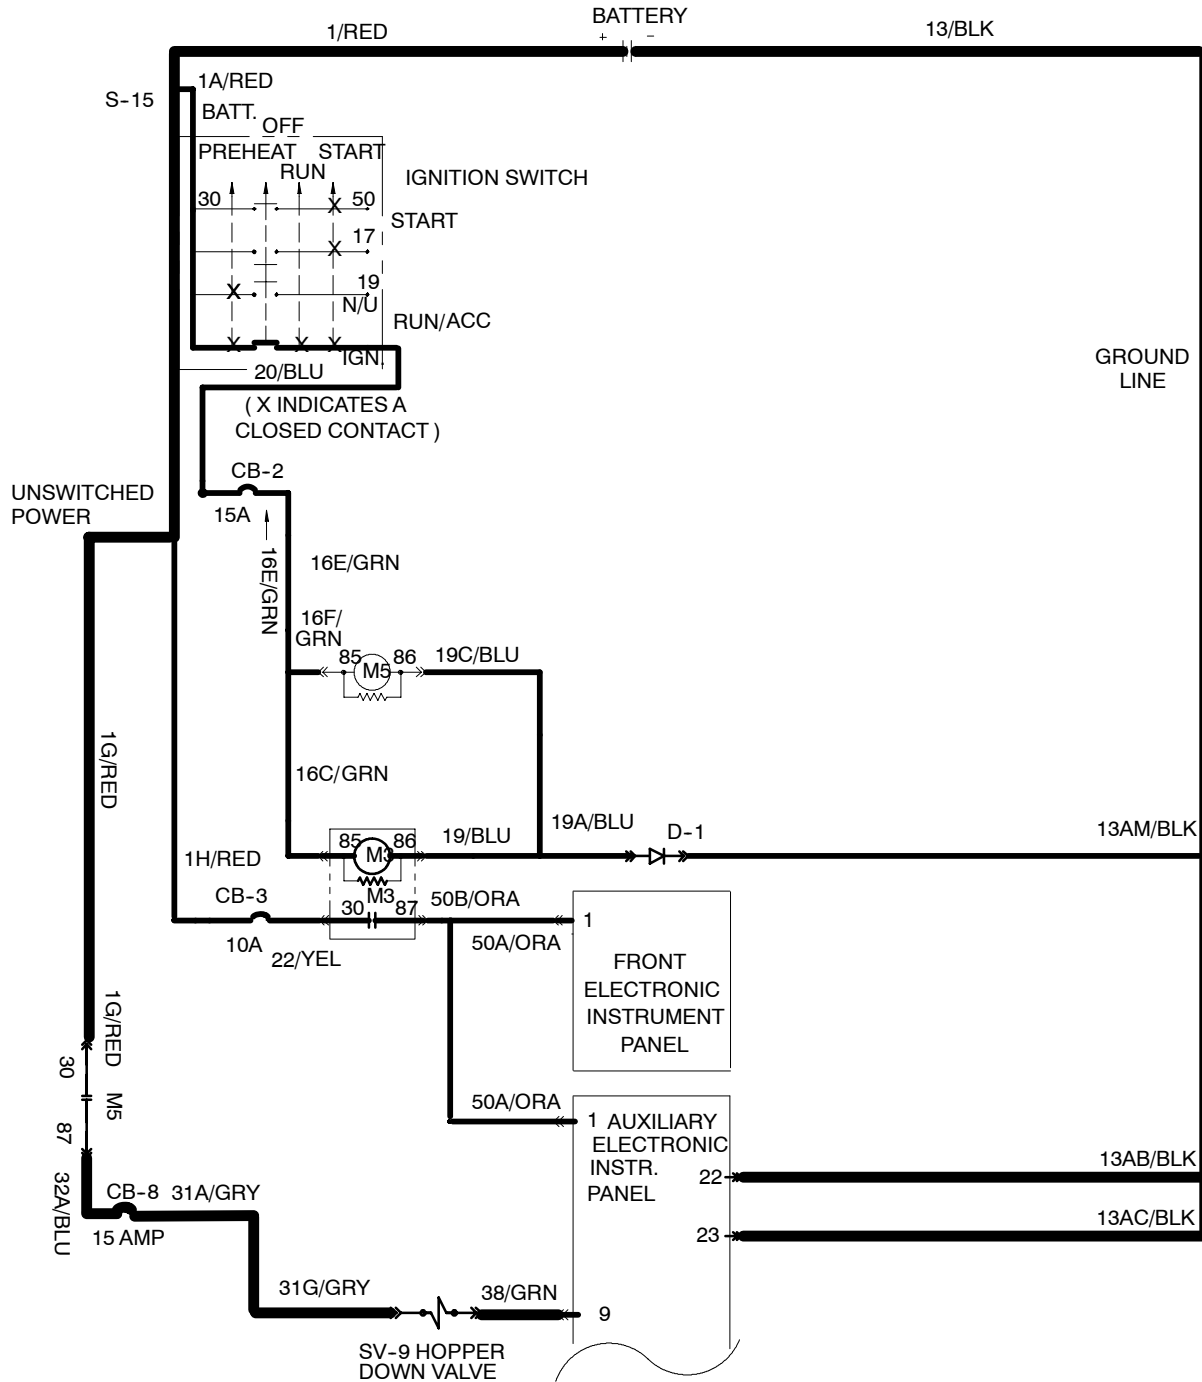 BATTERY
+ -
1/RED
13/BLK
1A/RED
S-15
BATT.
OFF
PREHEAT START
RUN
IGNITION SWITCH
30
X 50
START
17
X
19
X
N/U
RUN/ACC
X X X
IGN.
20/BLU
( X INDICATES A
CLOSED CONTACT )
GROUND
LINE
CB-2
15A
UNSWITCHED
POWER
16E/GRN
16E/GRN
16F/
GRN
85 M5 86
19C/BLU
1G/RED
16C/GRN
19A/BLU
D-1
13AM/BLK
85 M3 86
19/BLU
1H/RED
CB-3
M3
30 87
50B/ORA
1
10A
22/YEL
50A/ORA
FRONT
ELECTRONIC
INSTRUMENT
PANEL
1G/RED
30
M5
87
50A/ORA
1 AUXILIARY
ELECTRONIC
INSTR.
PANEL
22
13AB/BLK
23
13AC/BLK
32A/BLU
CB-8
31A/GRY
15 AMP
31G/GRY
38/GRN
9
SV-9 HOPPER
DOWN VALVE